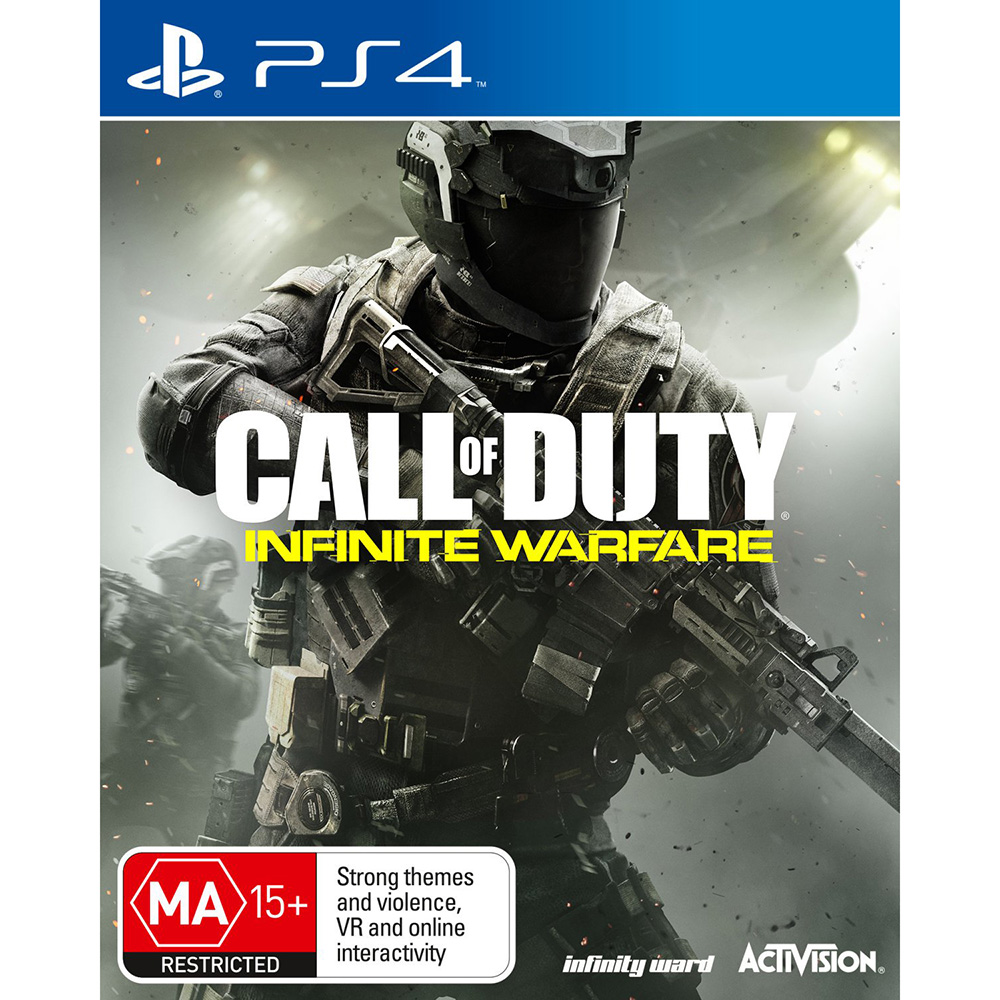 PS4™
CALL OF DUTY®
INFINITE WARFARE
MA 15+
RESTRICTED
Strong themes
and violence,
VR and online
interactivity
infinity ward
ACTIVISION®